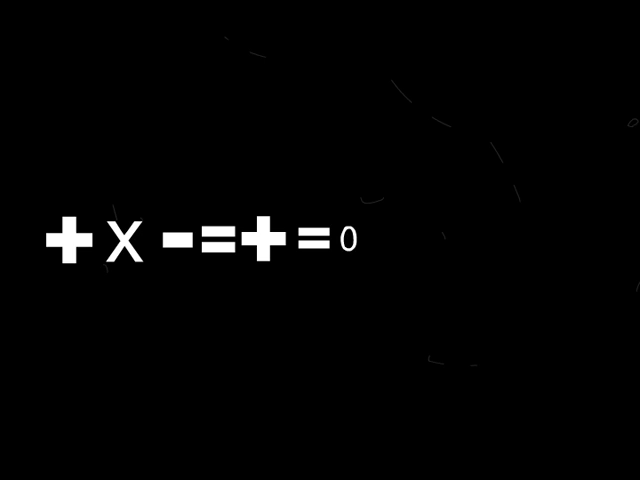 + X - = + = 0